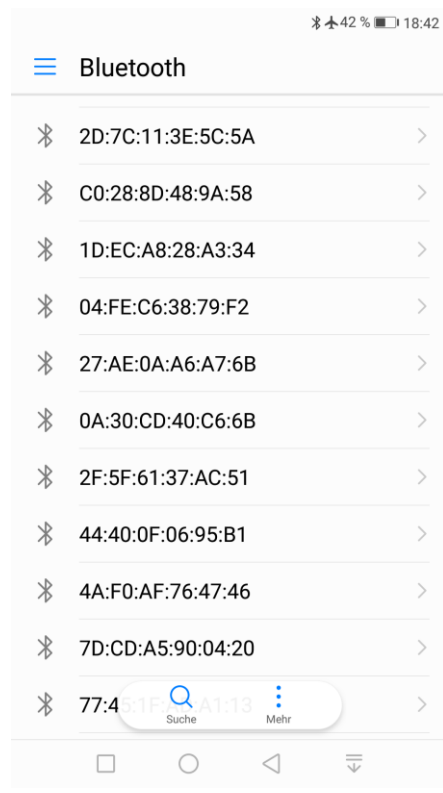 42 % 18:42
Bluetooth
2D:7C:11:3E:5C:5A
C0:28:8D:48:9A:58
1D:EC:A8:28:A3:34
04:FE:C6:38:79:F2
27:AE:0A:A6:A7:6B
0A:30:CD:40:C6:6B
2F:5F:61:37:AC:51
44:40:0F:06:95:B1
4A:F0:AF:76:47:46
7D:CD:A5:90:04:20
Suche
Mehr